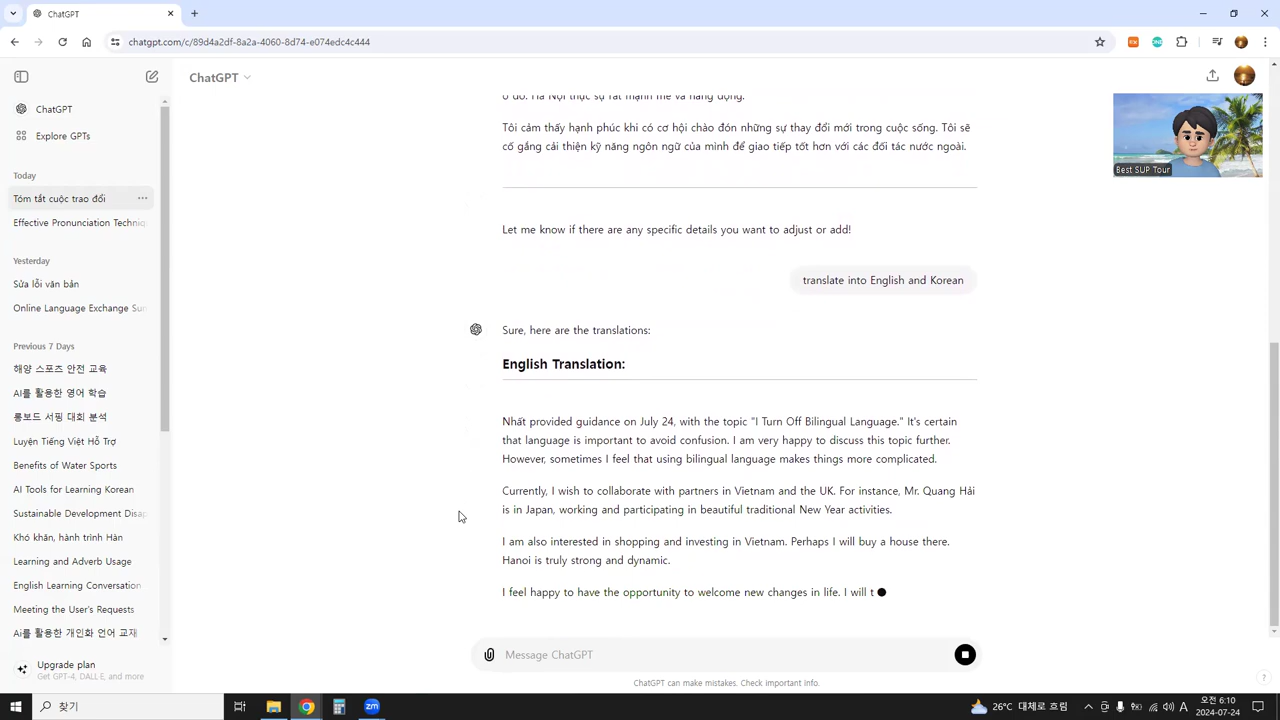 ChatGPT
chatgpt.com/c/89d4a2df-8a2a-4060-8d74-e074edc4c444
ChatGPT
ChatGPT
Explore GPTs
Today
Tóm tắt cuộc trao đổi
Effective Pronunciation Techniq
Yesterday
Sửa lỗi văn bản
Online Language Exchange Sum
Previous 7 Days
해양 스포츠 안전 교육
AI를 활용한 영어 학습
롱보드 서핑 대회 분석
Luyện Tiếng Việt Hỗ Trợ
Benefits of Water Sports
AI Tools for Learning Korean
Sustainable Development Disap
Khó khăn, hành trình Hàn
Learning and Adverb Usage
English Learning Conversation
Meeting the User's Requests
Ai를 활용한 개인화 언어 교재
Upgrade plan
Get GPT-4, DALL·E, and more
ở đó. Hà Nội thực sự rất mạnh mẽ và năng động.
Tôi cảm thấy hạnh phúc khi có cơ hội chào đón những sự thay đổi mới trong cuộc sống. Tôi sẽ
cố gắng cải thiện kỹ năng ngôn ngữ của mình để giao tiếp tốt hơn với các đối tác nước ngoài.
Let me know if there are any specific details you want to adjust or add!
translate into English and Korean
Sure, here are the translations:
English Translation:
Nhất provided guidance on July 24, with the topic "I Turn Off Bilingual Language." It's certain
that language is important to avoid confusion. I am very happy to discuss this topic further.
However, sometimes I feel that using bilingual language makes things more complicated.
Currently, I wish to collaborate with partners in Vietnam and the UK. For instance, Mr. Quang Hải
is in Japan, working and participating in beautiful traditional New Year activities.
I am also interested in shopping and investing in Vietnam. Perhaps I will buy a house there.
Hanoi is truly strong and dynamic.
I feel happy to have the opportunity to welcome new changes in life. I will t
Message ChatGPT
ChatGPT can make mistakes. Check important info.
Best SUP Tour
찾기
26°C 대체로 흐림
A
오전 6:10
2024-07-24